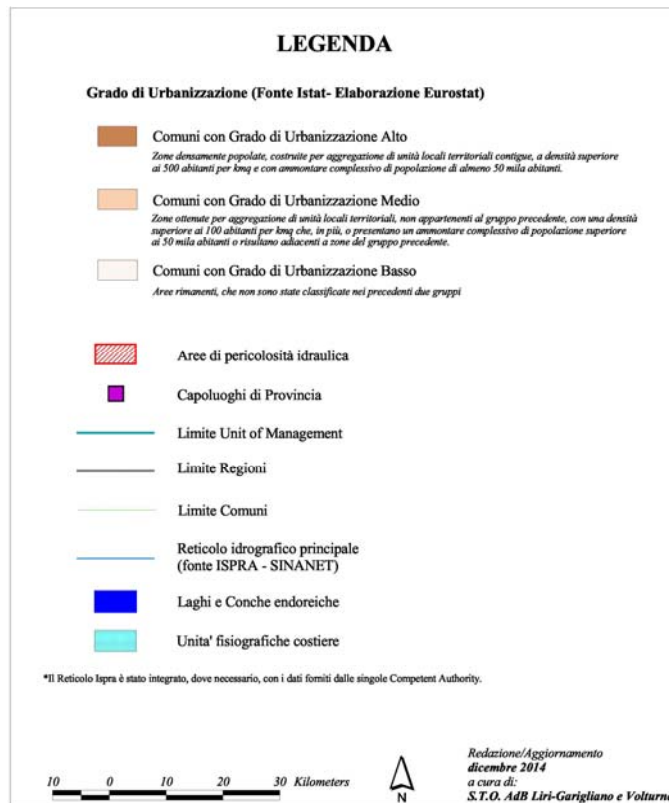 LEGENDA
Grado di Urbanizzazione (Fonte Istat- Elaborazione Eurostat)
Comuni con Grado di Urbanizzazione Alto
Zone densamente popolate, costruite per aggregazione di unità locali territoriali contigue, a densità superiore
ai 500 abitanti per kmq e con ammontare complessivo di popolazione di almeno 50 mila abitanti.
Comuni con Grado di Urbanizzazione Medio
Zone ottenute per aggregazione di unità locali territoriali, non appartenenti al gruppo precedente, con una densità
superiore ai 100 abitanti per kmq che, in più, o presentano un ammontare complessivo di popolazione superiore
ai 50 mila abitanti o risultano adiacenti a zone del gruppo precedente.
Comuni con Grado di Urbanizzazione Basso
Aree rimanenti, che non sono state classificate nei precedenti due gruppi
Aree di pericolosità idraulica
Capoluoghi di Provincia
Limite Unit of Management
Limite Regioni
Limite Comuni
Reticolo idrografico principale
(fonte ISPRA - SINANET)
Laghi e Conche endoreiche
Unita' fisiografiche costiere
*Il Reticolo Ispra è stato integrato, dove necessario, con i dati forniti dalle singole Competent Authority.
Redazione/Aggiornamento
dicembre 2014
a cura di:
S.T.O. AdB Liri-Garigliano e Volturno
10 0 10 20 30 Kilometers
N